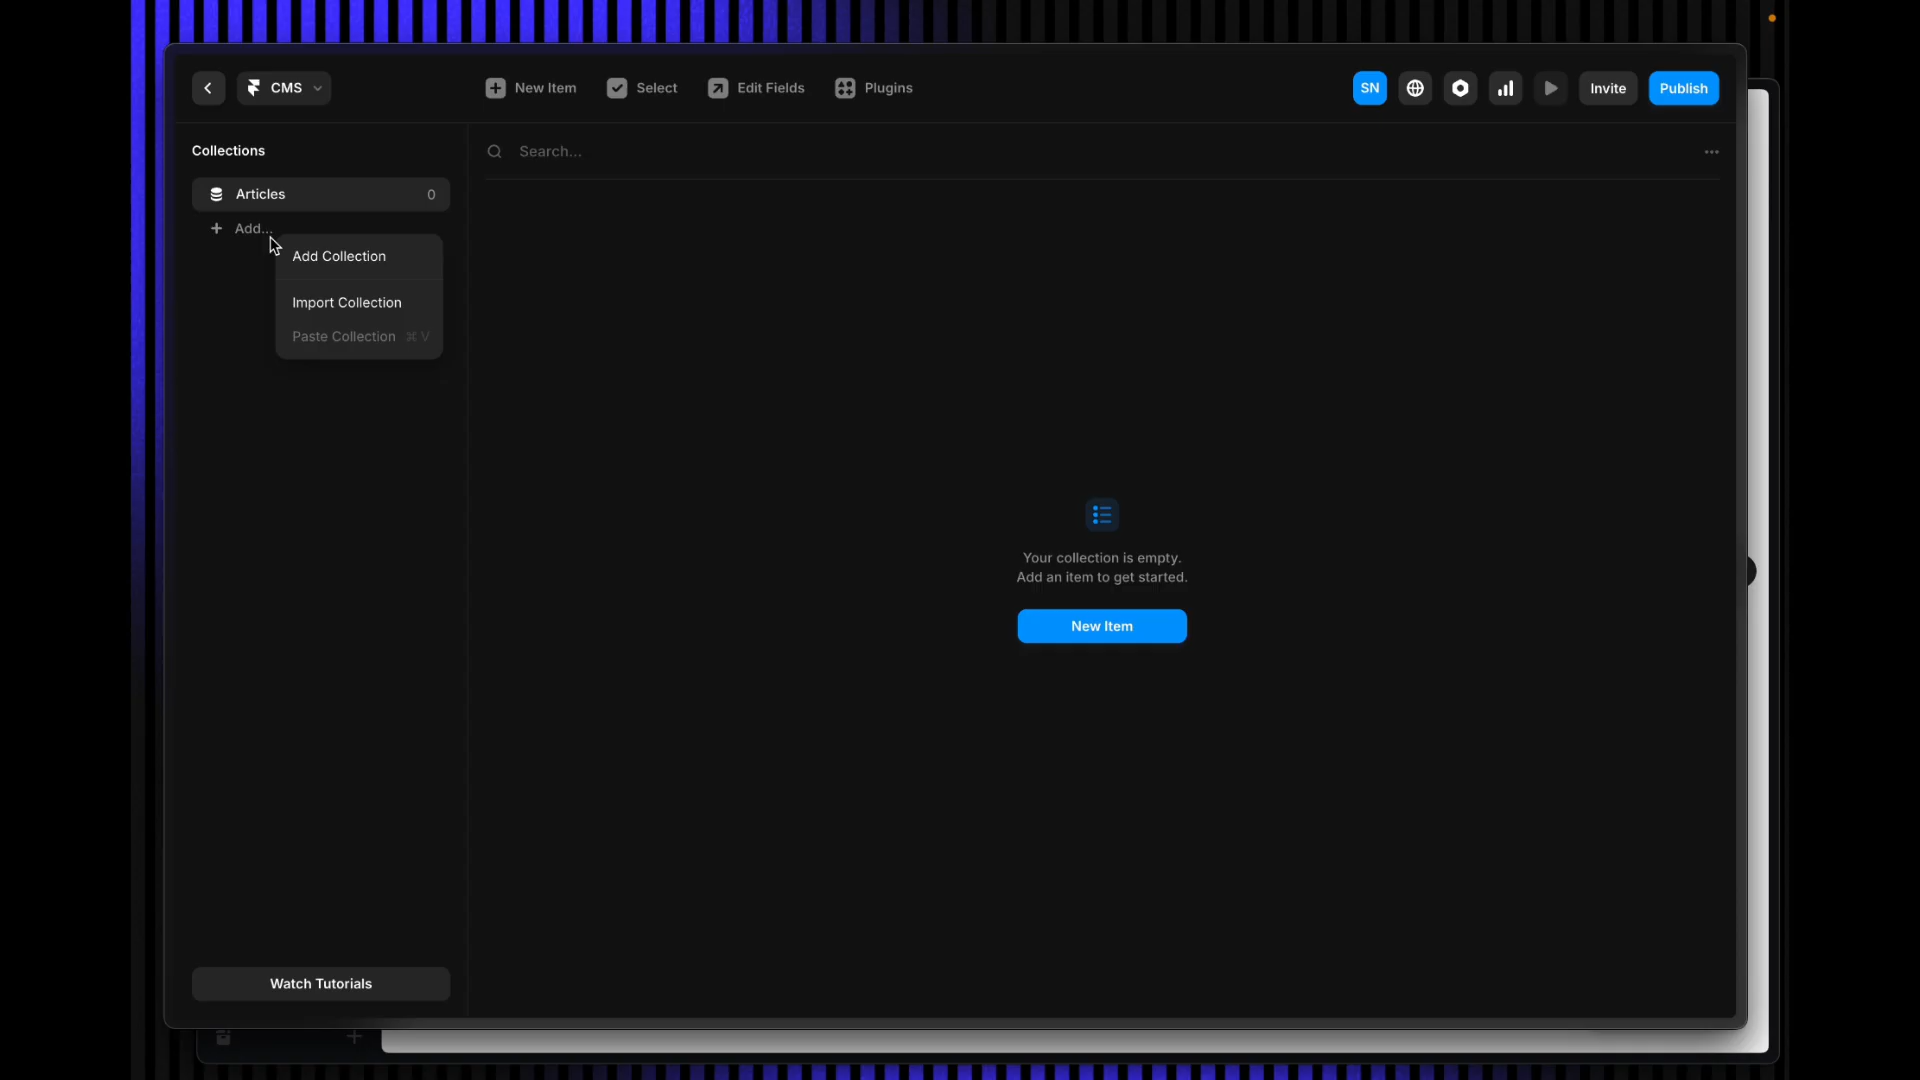 CMS
New Item
Select
Edit Fields
Plugins
SN
Invite
Publish
Collections
Search...
Articles 0
Add...
Add Collection
Import Collection
Paste Collection ⌘ V
Your collection is empty.
Add an item to get started.
New Item
Watch Tutorials